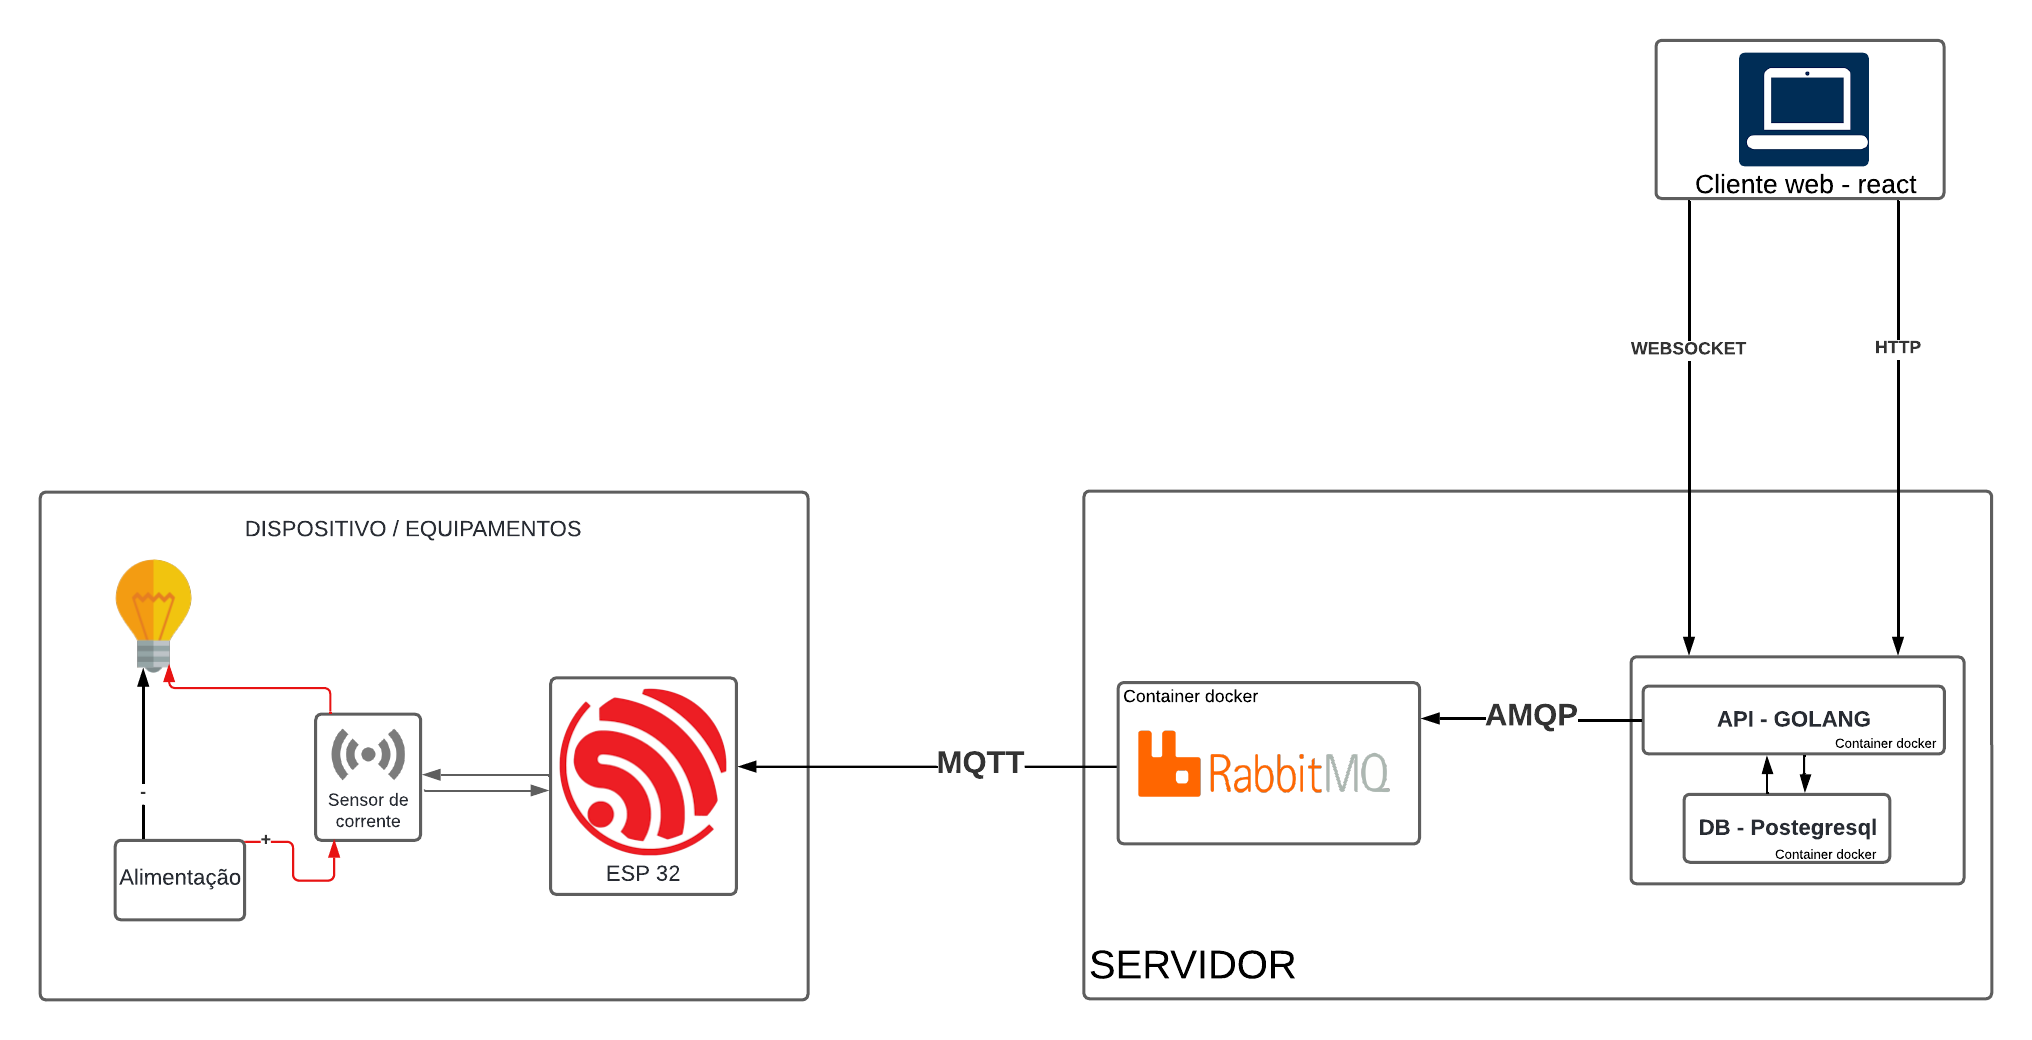 Cliente web - react
WEBSOCKET
HTTP
DISPOSITIVO / EQUIPAMENTOS
Sensor de
corrente
-
+
Alimentação
ESP 32
MQTT
Container docker
RabbitMQ
AMQP
API - GOLANG
Container docker
DB - Postegresql
Container docker
SERVIDOR